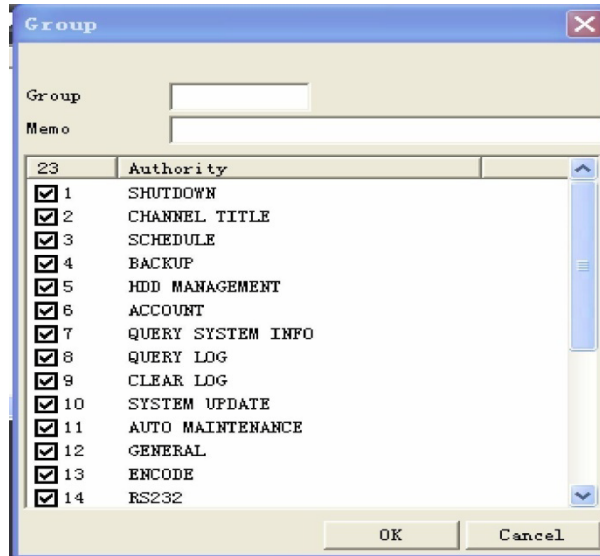 Group
Group
Memo
23 Authority
1 SHUTDOWN
2 CHANNEL TITLE
3 SCHEDULE
4 BACKUP
5 HDD MANAGEMENT
6 ACCOUNT
7 QUERY SYSTEM INFO
8 QUERY LOG
9 CLEAR LOG
10 SYSTEM UPDATE
11 AUTO MAINTENANCE
12 GENERAL
13 ENCODE
14 RS232
OK Cancel